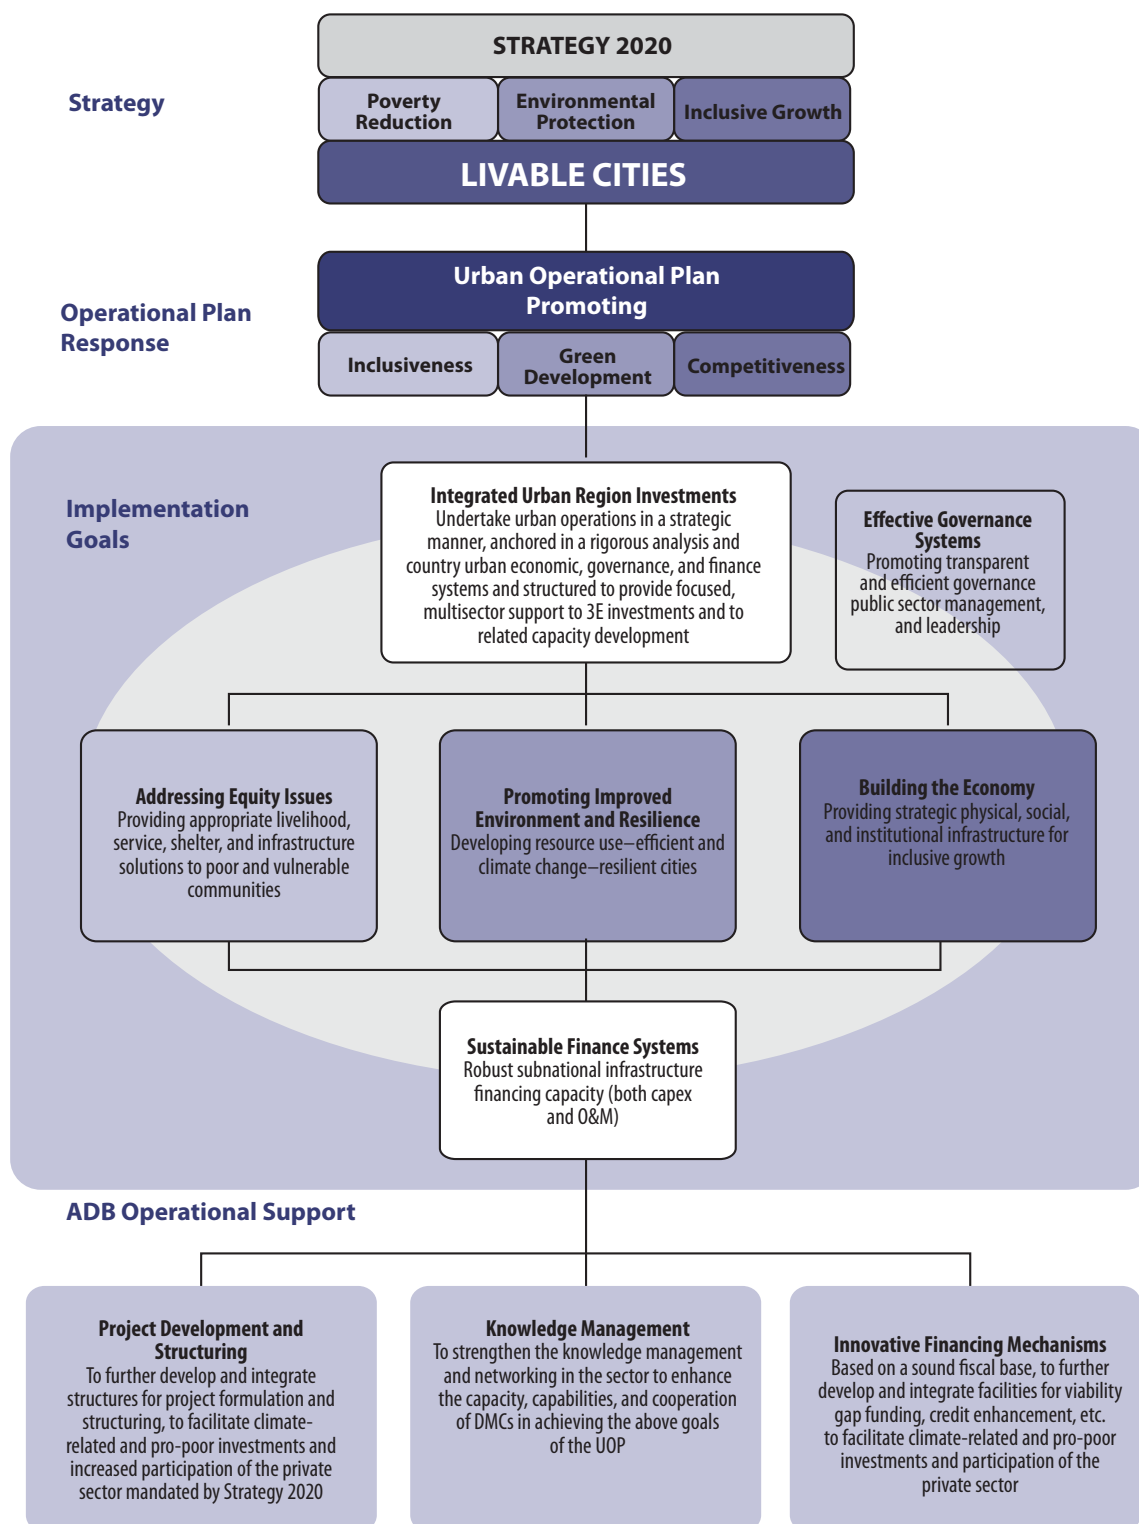 STRATEGY 2020
Strategy
Poverty
Reduction
Environmental
Protection
Inclusive Growth
LIVABLE CITIES
Operational Plan
Response
Urban Operational Plan
Promoting
Inclusiveness
Green
Development
Competitiveness
Implementation
Goals
Integrated Urban Region Investments
Undertake urban operations in a strategic
manner, anchored in a rigorous analysis and
country urban economic, governance, and finance
systems and structured to provide focused,
multisector support to 3E investments and to
related capacity development
Effective Governance
Systems
Promoting transparent
and efficient governance
public sector management,
and leadership
Addressing Equity Issues
Providing appropriate livelihood,
service, shelter, and infrastructure
solutions to poor and vulnerable
communities
Promoting Improved
Environment and Resilience
Developing resource use–efficient and
climate change–resilient cities
Building the Economy
Providing strategic physical, social,
and institutional infrastructure for
inclusive growth
Sustainable Finance Systems
Robust subnational infrastructure
financing capacity (both capex
and O&M)
ADB Operational Support
Project Development and
Structuring
To further develop and integrate
structures for project formulation and
structuring, to facilitate climate-
related and pro-poor investments and
increased participation of the private
sector mandated by Strategy 2020
Knowledge Management
To strengthen the knowledge management
and networking in the sector to enhance
the capacity, capabilities, and cooperation
of DMCs in achieving the above goals
of the UOP
Innovative Financing Mechanisms
Based on a sound fiscal base, to further
develop and integrate facilities for viability
gap funding, credit enhancement, etc.
to facilitate climate-related and pro-poor
investments and participation of the
private sector